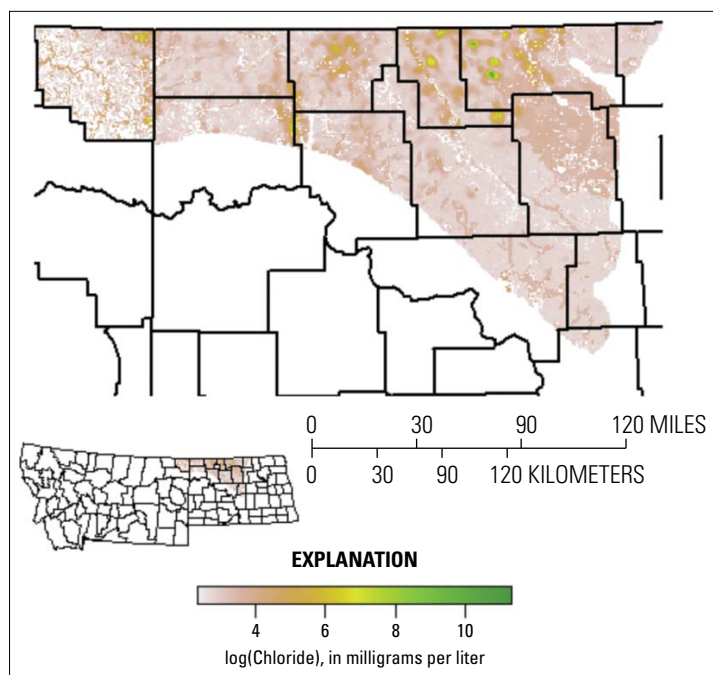 0 30 90 120 MILES
0 30 90 120 KILOMETERS
EXPLANATION
4 6 8 10
log(Chloride), in milligrams per liter